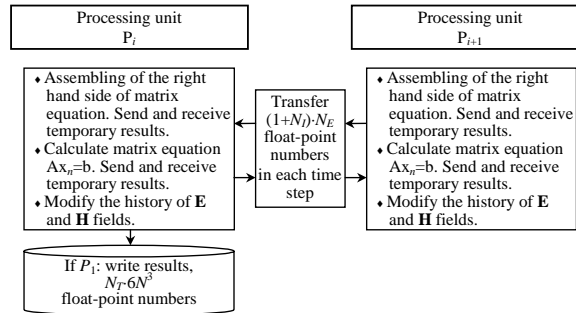 Processing unit
P_i
Processing unit
P_{i+1}
♦ Assembling of the right
hand side of matrix
equation. Send and receive
temporary results.
♦ Calculate matrix equation
Ax_n=b. Send and receive
temporary results.
♦ Modify the history of E
and H fields.
Transfer
(1+N_I)·N_E
float-point
numbers
in each time
step
♦ Assembling of the right
hand side of matrix
equation. Send and receive
temporary results.
♦ Calculate matrix equation
Ax_n=b. Send and receive
temporary results.
♦ Modify the history of E
and H fields.
If P_1: write results,
N_T·6N^3
float-point numbers